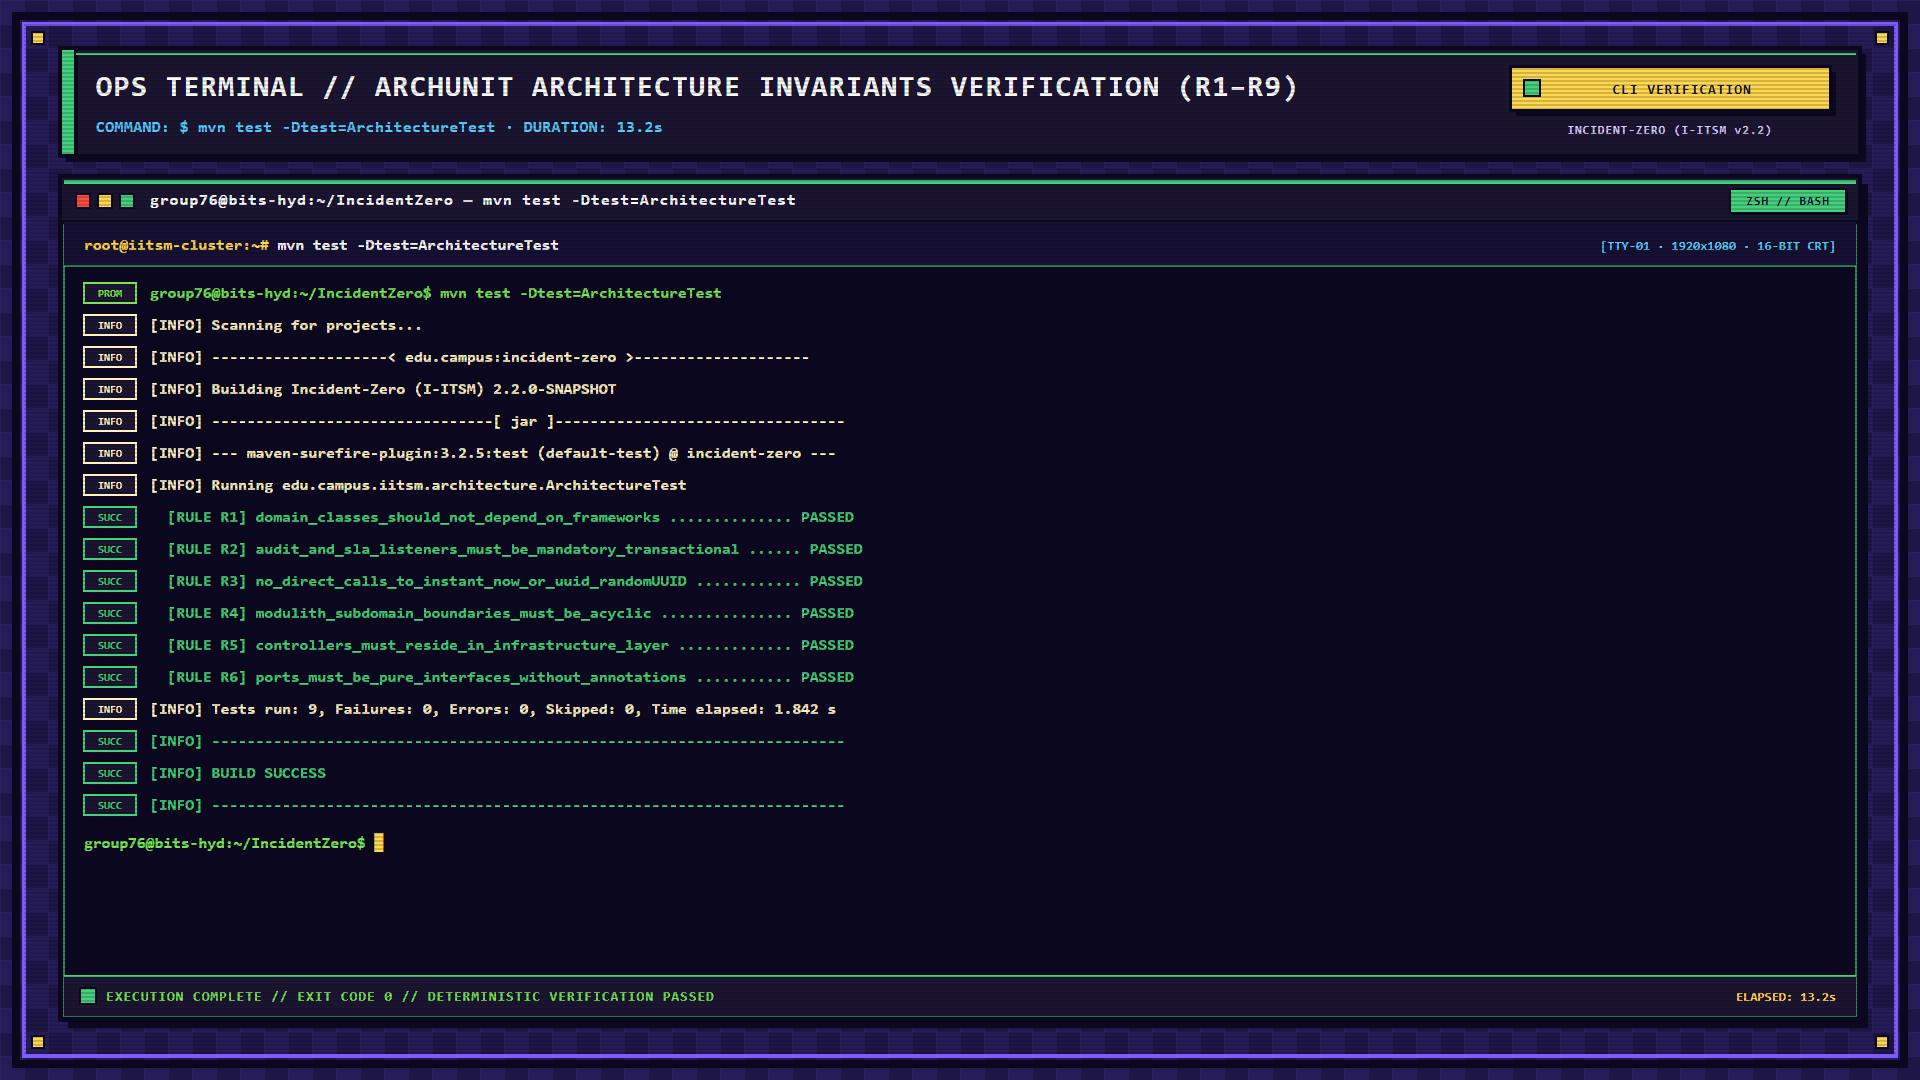 OPS TERMINAL // ARCHUNIT ARCHITECTURE INVARIANTS VERIFICATION (R1–R9)
COMMAND: $ mvn test -Dtest=ArchitectureTest · DURATION: 13.2s
CLI VERIFICATION
INCIDENT-ZERO (I-ITSM v2.2)
group76@bits-hyd:~/IncidentZero — mvn test -Dtest=ArchitectureTest
ZSH // BASH
root@iitsm-cluster:~# mvn test -Dtest=ArchitectureTest
[TTY-01 · 1920x1080 · 16-BIT CRT]
PROM group76@bits-hyd:~/IncidentZero$ mvn test -Dtest=ArchitectureTest
INFO [INFO] Scanning for projects...
INFO [INFO] --------------------< edu.campus:incident-zero >--------------------
INFO [INFO] Building Incident-Zero (I-ITSM) 2.2.0-SNAPSHOT
INFO [INFO] --------------------------------[ jar ]---------------------------------
INFO [INFO] --- maven-surefire-plugin:3.2.5:test (default-test) @ incident-zero ---
INFO [INFO] Running edu.campus.iitsm.architecture.ArchitectureTest
SUCC [RULE R1] domain_classes_should_not_depend_on_frameworks .............. PASSED
SUCC [RULE R2] audit_and_sla_listeners_must_be_mandatory_transactional ...... PASSED
SUCC [RULE R3] no_direct_calls_to_instant_now_or_uuid_randomUUID ............ PASSED
SUCC [RULE R4] modulith_subdomain_boundaries_must_be_acyclic ............... PASSED
SUCC [RULE R5] controllers_must_reside_in_infrastructure_layer ............. PASSED
SUCC [RULE R6] ports_must_be_pure_interfaces_without_annotations ........... PASSED
INFO [INFO] Tests run: 9, Failures: 0, Errors: 0, Skipped: 0, Time elapsed: 1.842 s
SUCC [INFO] ------------------------------------------------------------------------
SUCC [INFO] BUILD SUCCESS
SUCC [INFO] ------------------------------------------------------------------------
group76@bits-hyd:~/IncidentZero$
EXECUTION COMPLETE // EXIT CODE 0 // DETERMINISTIC VERIFICATION PASSED
ELAPSED: 13.2s